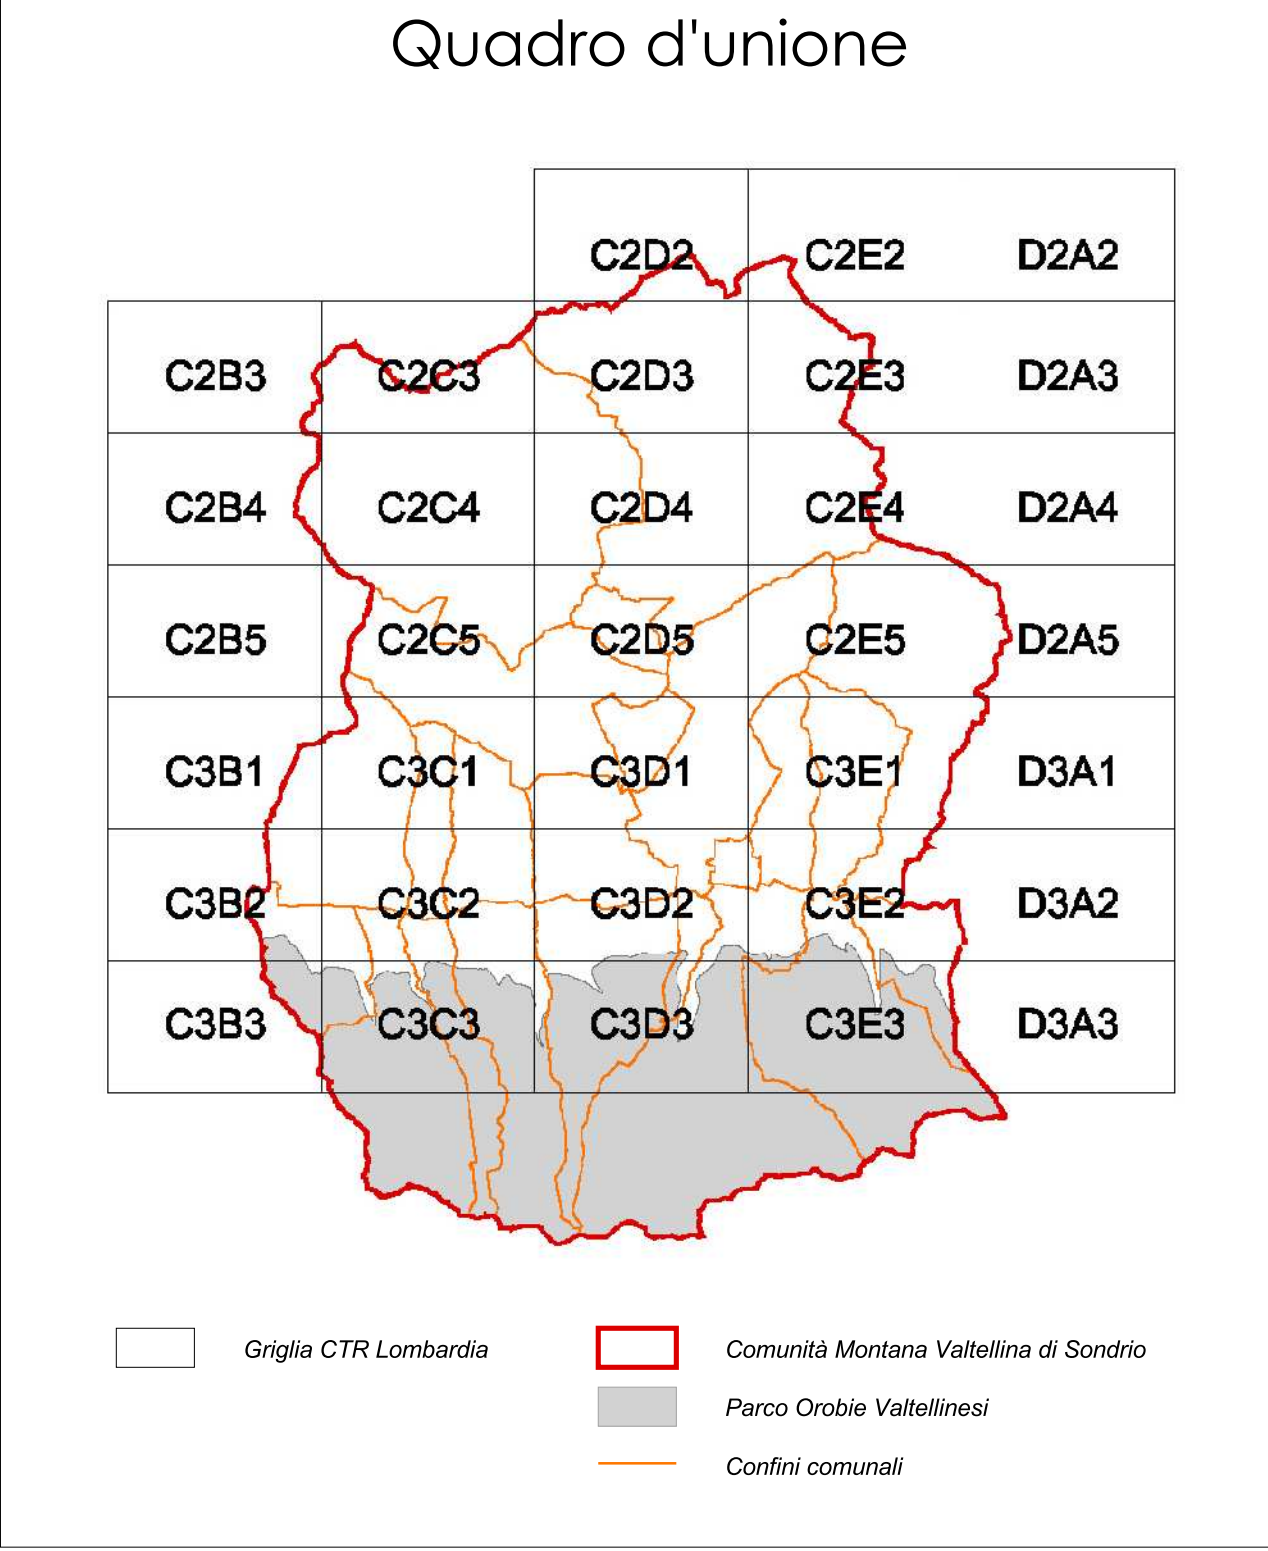 Quadro d'unione
C2D2 C2E2 D2A2
C2B3 C2C3 C2D3 C2E3 D2A3
C2B4 C2C4 C2D4 C2E4 D2A4
C2B5 C2C5 C2D5 C2E5 D2A5
C3B1 C3C1 C3D1 C3E1 D3A1
C3B2 C3C2 C3D2 C3E2 D3A2
C3B3 C3C3 C3D3 C3E3 D3A3
Griglia CTR Lombardia Comunità Montana Valtellina di Sondrio
Parco Orobie Valtellinesi
Confini comunali